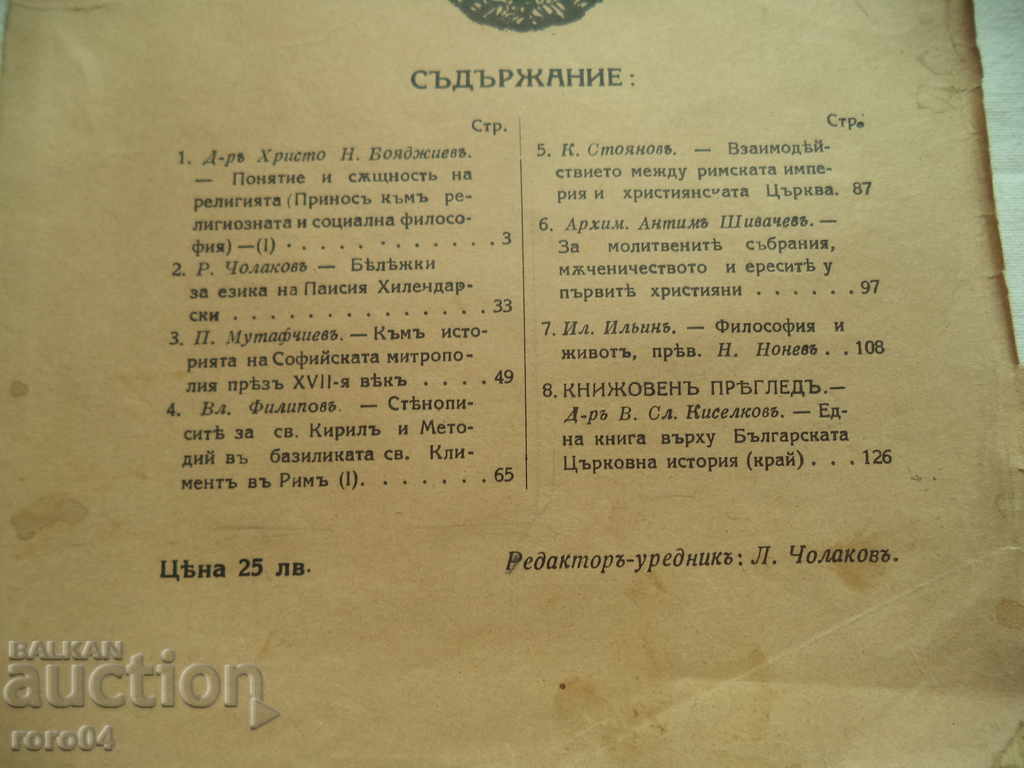 СЪДЪРЖАНИЕ:
Стр.
1. Д-ръ Христо Н. Бояджиевъ.
— Понятие и сѫщность на
религията (Приносъ къмъ ре-
лигиозната и социална филосо-
фия) —(I) . . . . . . . . . . 3
2. Р. Чолаковъ — Бѣлѣжки
за езика на Паисия Хилендар-
ски . . . . . . . . . . . . . . 33
3. П. Мутафчиевъ. — Къмъ исто-
рията на Софийската митропо-
лия прѣзъ XVII-я вѣкъ . . . . 49
4. Вл. Филиповъ. — Стѣнопи-
ситѣ за св. Кирилъ и Мето-
дий въ базиликата св. Кли-
ментъ въ Римъ (I). . . . . . . 65
Стр.
5. К. Стояновъ. — Взаимодѣй-
ствието между римската импе-
рия и християнската Църква. 87
6. Архим. Антимъ Шивачевъ. —
За молитвенитѣ събрания,
мѫченичеството и ереситѣ у
първитѣ християни . . . . . . 97
7. Ил. Ильинъ. — Философия и
животъ, прѣв. Н.Ноневъ . . 108
8. КНИЖОВЕНЪ ПРѢГЛЕДЪ.—
Д-ръ В. Сл. Киселковъ. — Ед-
на книга върху Българската
Църковна история (край) . . . 126
Цѣна 25 лв.
Редакторъ-уредникъ: Л. Чолаковъ.
BALKAN
auction
roro04